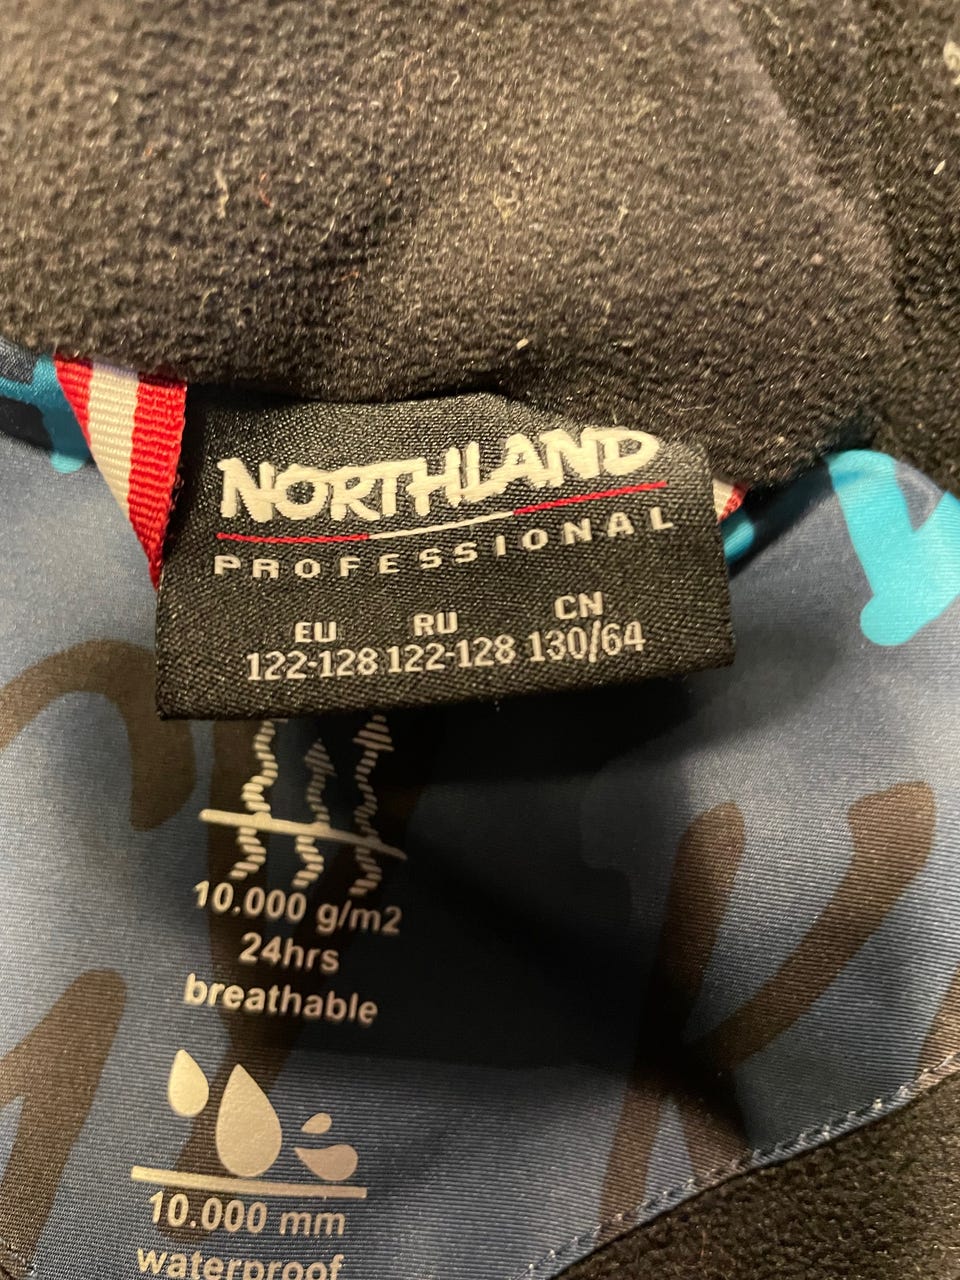 NORTHLAND
PROFESSIONAL
EU RU CN
122-128 122-128 130/64
10.000 g/m2
24hrs
breathable
10.000 mm
waterproof